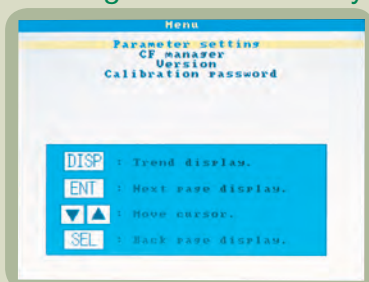 Menu
Parameter setting
CF manager
Version
Calibration password
DISP : Trend display.
ENT : Next page display.
▼ ▲ : Move cursor.
SEL : Back page display.